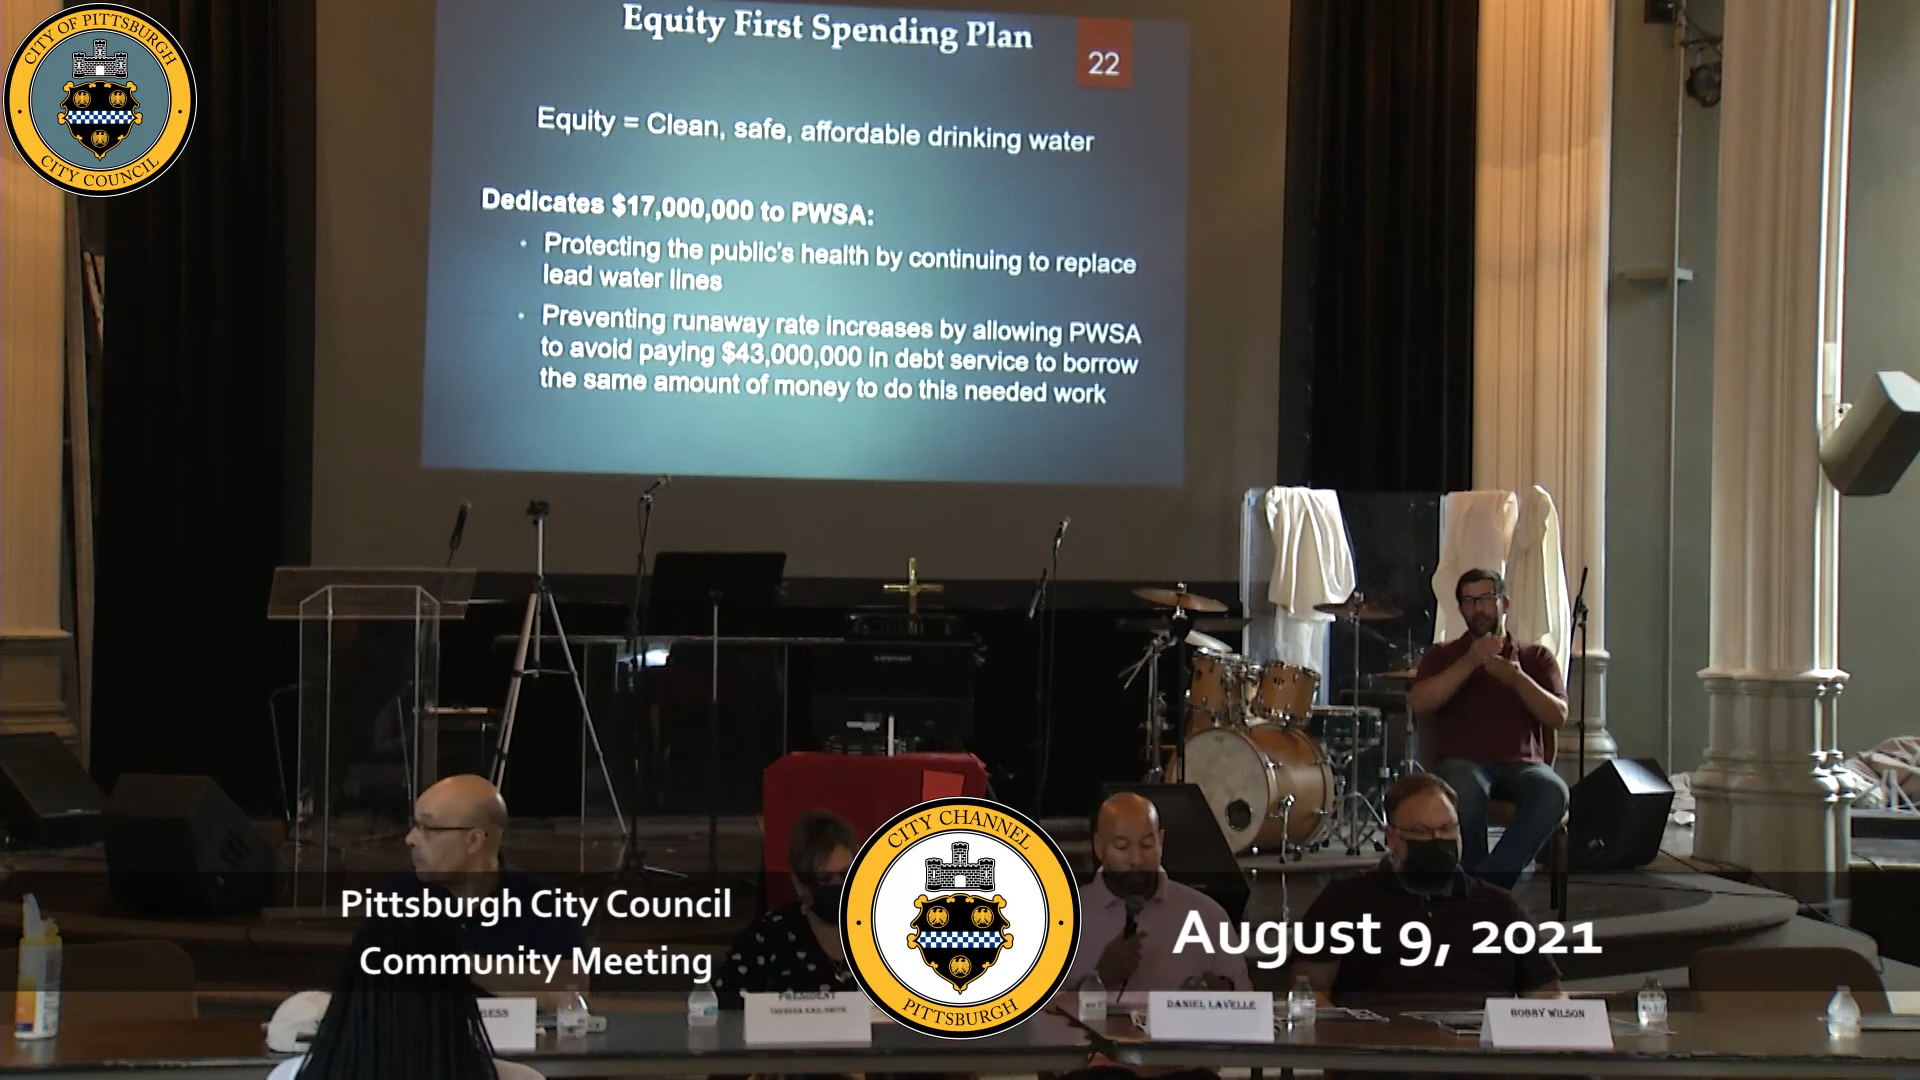 CITY OF PITTSBURGH
CITY COUNCIL
Equity First Spending Plan
22
Equity = Clean, safe, affordable drinking water
Dedicates $17,000,000 to PWSA:
• Protecting the public's health by continuing to replace
lead water lines
• Preventing runaway rate increases by allowing PWSA
to avoid paying $43,000,000 in debt service to borrow
the same amount of money to do this needed work
Pittsburgh City Council
Community Meeting
CITY CHANNEL
PITTSBURGH
August 9, 2021
PRESIDENT
DANIEL LAVELLE
BOBBY WILSON